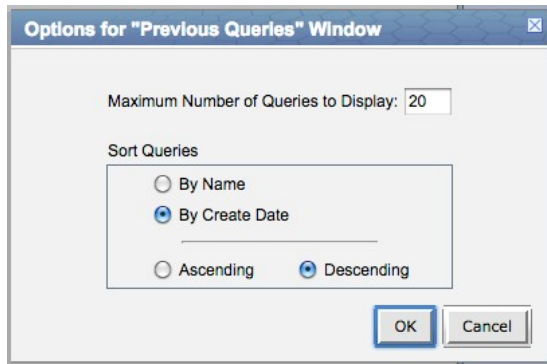 Options for "Previous Queries" Window
Maximum Number of Queries to Display: 20
Sort Queries
By Name
By Create Date
Ascending Descending
OK Cancel